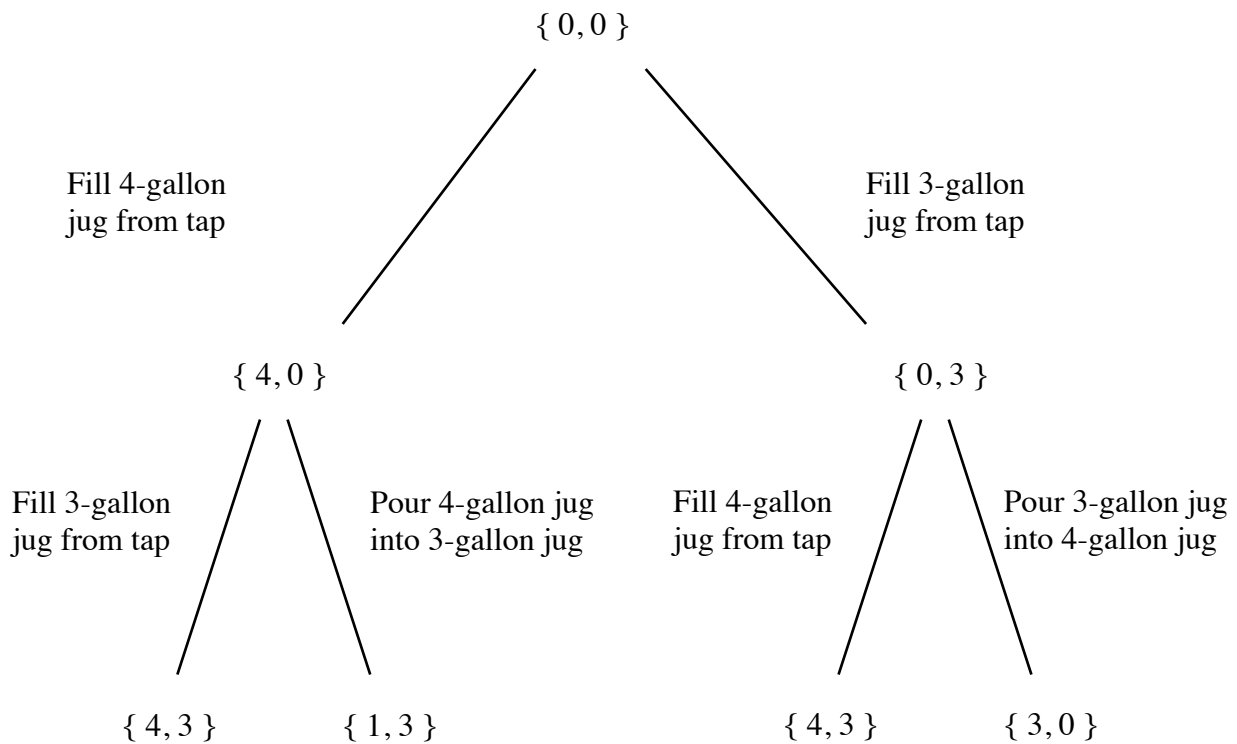 { 0, 0 }
Fill 4-gallon
jug from tap
Fill 3-gallon
jug from tap
{ 4, 0 }
{ 0, 3 }
Fill 3-gallon
jug from tap
Pour 4-gallon jug
into 3-gallon jug
Fill 4-gallon
jug from tap
Pour 3-gallon jug
into 4-gallon jug
{ 4, 3 }
{ 1, 3 }
{ 4, 3 }
{ 3, 0 }